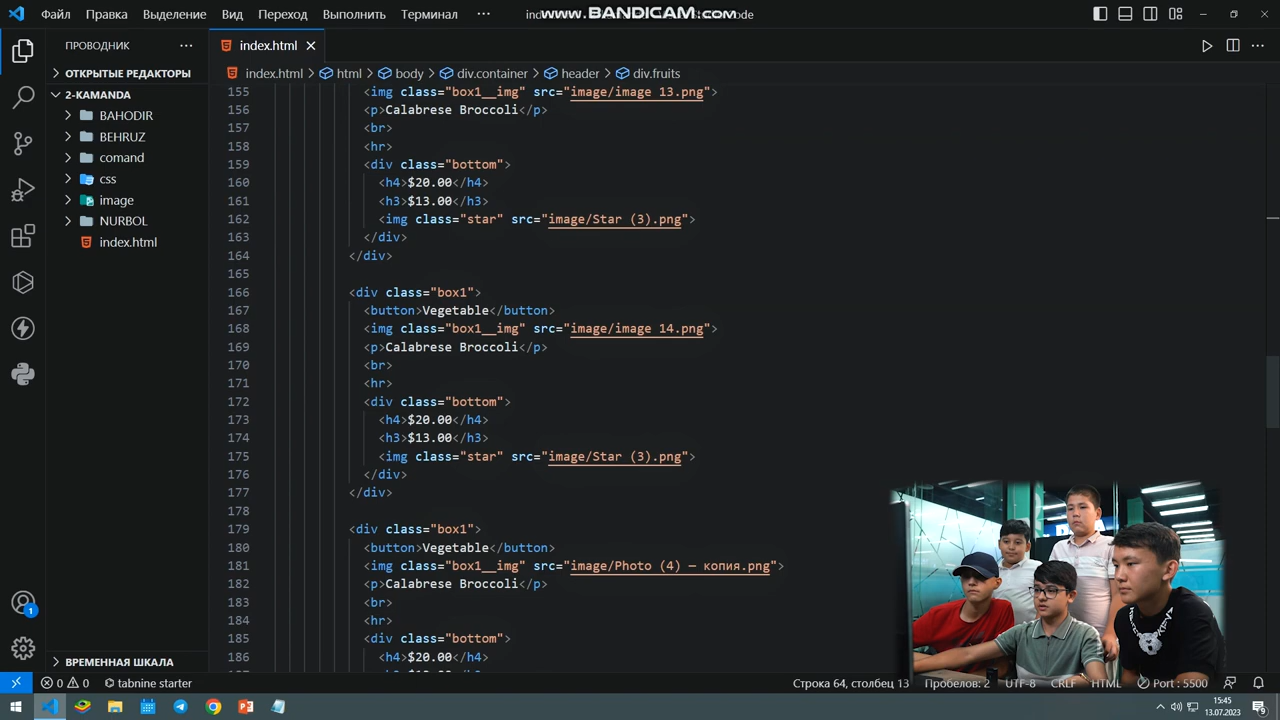 Файл Правка Выделение Вид Переход Выполнить Терминал ···
www.BANDICAM.com
ПРОВОДНИК
index.html
ОТКРЫТЫЕ РЕДАКТОРЫ
2-KAMANDA
BAHODIR
BEHRUZ
comand
css
image
NURBOL
index.html
ВРЕМЕННАЯ ШКАЛА
index.html > html > body > div.container > header > div.fruits
155 <img class="box1__img" src="image/image 13.png">
156 <p>Calabrese Broccoli</p>
157 <br>
158 <hr>
159 <div class="bottom">
160 <h4>$20.00</h4>
161 <h3>$13.00</h3>
162 <img class="star" src="image/Star (3).png">
163 </div>
164 </div>
165
166 <div class="box1">
167 <button>Vegetable</button>
168 <img class="box1__img" src="image/image 14.png">
169 <p>Calabrese Broccoli</p>
170 <br>
171 <hr>
172 <div class="bottom">
173 <h4>$20.00</h4>
174 <h3>$13.00</h3>
175 <img class="star" src="image/Star (3).png">
176 </div>
177 </div>
178
179 <div class="box1">
180 <button>Vegetable</button>
181 <img class="box1__img" src="image/Photo (4) — копия.png">
182 <p>Calabrese Broccoli</p>
183 <br>
184 <hr>
185 <div class="bottom">
186 <h4>$20.00</h4>
1
0 0 tabnine starter
Строка 64, столбец 13 Пробелов: 2 UTF-8 CRLF HTML Port : 5500
15:45
13.07.2023
9